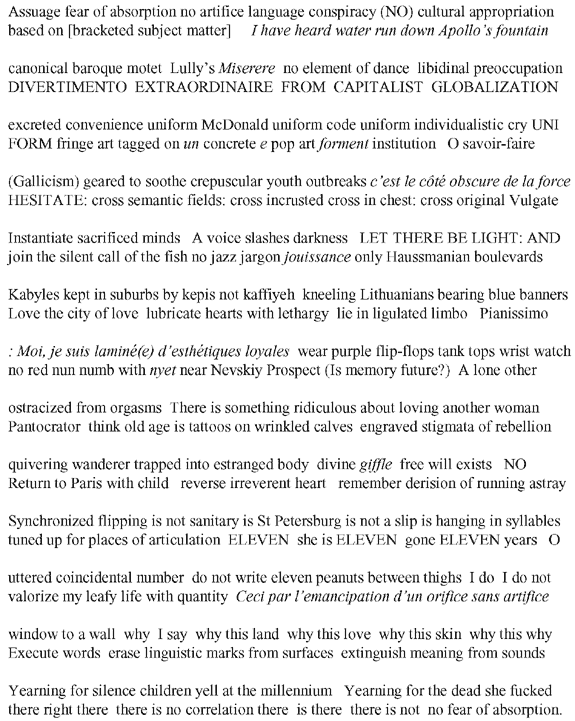 Assuage fear of absorption no artifice language conspiracy (NO) cultural appropriation
based on [bracketed subject matter] I have heard water run down Apollo's fountain
canonical baroque motet Lully's Miserere no element of dance libidinal preoccupation
DIVERTIMENTO EXTRAORDINAIRE FROM CAPITALIST GLOBALIZATION
excreted convenience uniform McDonald uniform code uniform individualistic cry UNI
FORM fringe art tagged on un concrete e pop art forment institution O savoir-faire
(Gallicism) geared to soothe crepuscular youth outbreaks c'est le côté obscure de la force
HESITATE: cross semantic fields: cross incrusted cross in chest: cross original Vulgate
Instantiate sacrificed minds A voice slashes darkness LET THERE BE LIGHT: AND
join the silent call of the fish no jazz jargon jouissance only Haussmanian boulevards
Kabyles kept in suburbs by kepis not kaffiyeh kneeling Lithuanians bearing blue banners
Love the city of love lubricate hearts with lethargy lie in ligulated limbo Pianissimo
: Moi, je suis laminé(e) d'esthétiques loyales wear purple flip-flops tank tops wrist watch
no red nun numb with nyet near Nevskiy Prospect (Is memory future?) A lone other
ostracized from orgasms There is something ridiculous about loving another woman
Pantocrator think old age is tattoos on wrinkled calves engraved stigmata of rebellion
quivering wanderer trapped into estranged body divine giffle free will exists NO
Return to Paris with child reverse irreverent heart remember derision of running astray
Synchronized flipping is not sanitary is St Petersburg is not a slip is hanging in syllables
tuned up for places of articulation ELEVEN she is ELEVEN gone ELEVEN years O
uttered coincidental number do not write eleven peanuts between thighs I do I do not
valorize my leafy life with quantity Ceci par l'emancipation d'un orifice sans artifice
window to a wall why I say why this land why this love why this skin why this why
Execute words erase linguistic marks from surfaces extinguish meaning from sounds
Yearning for silence children yell at the millennium Yearning for the dead she fucked
there right there there is no correlation there is there there is not no fear of absorption.